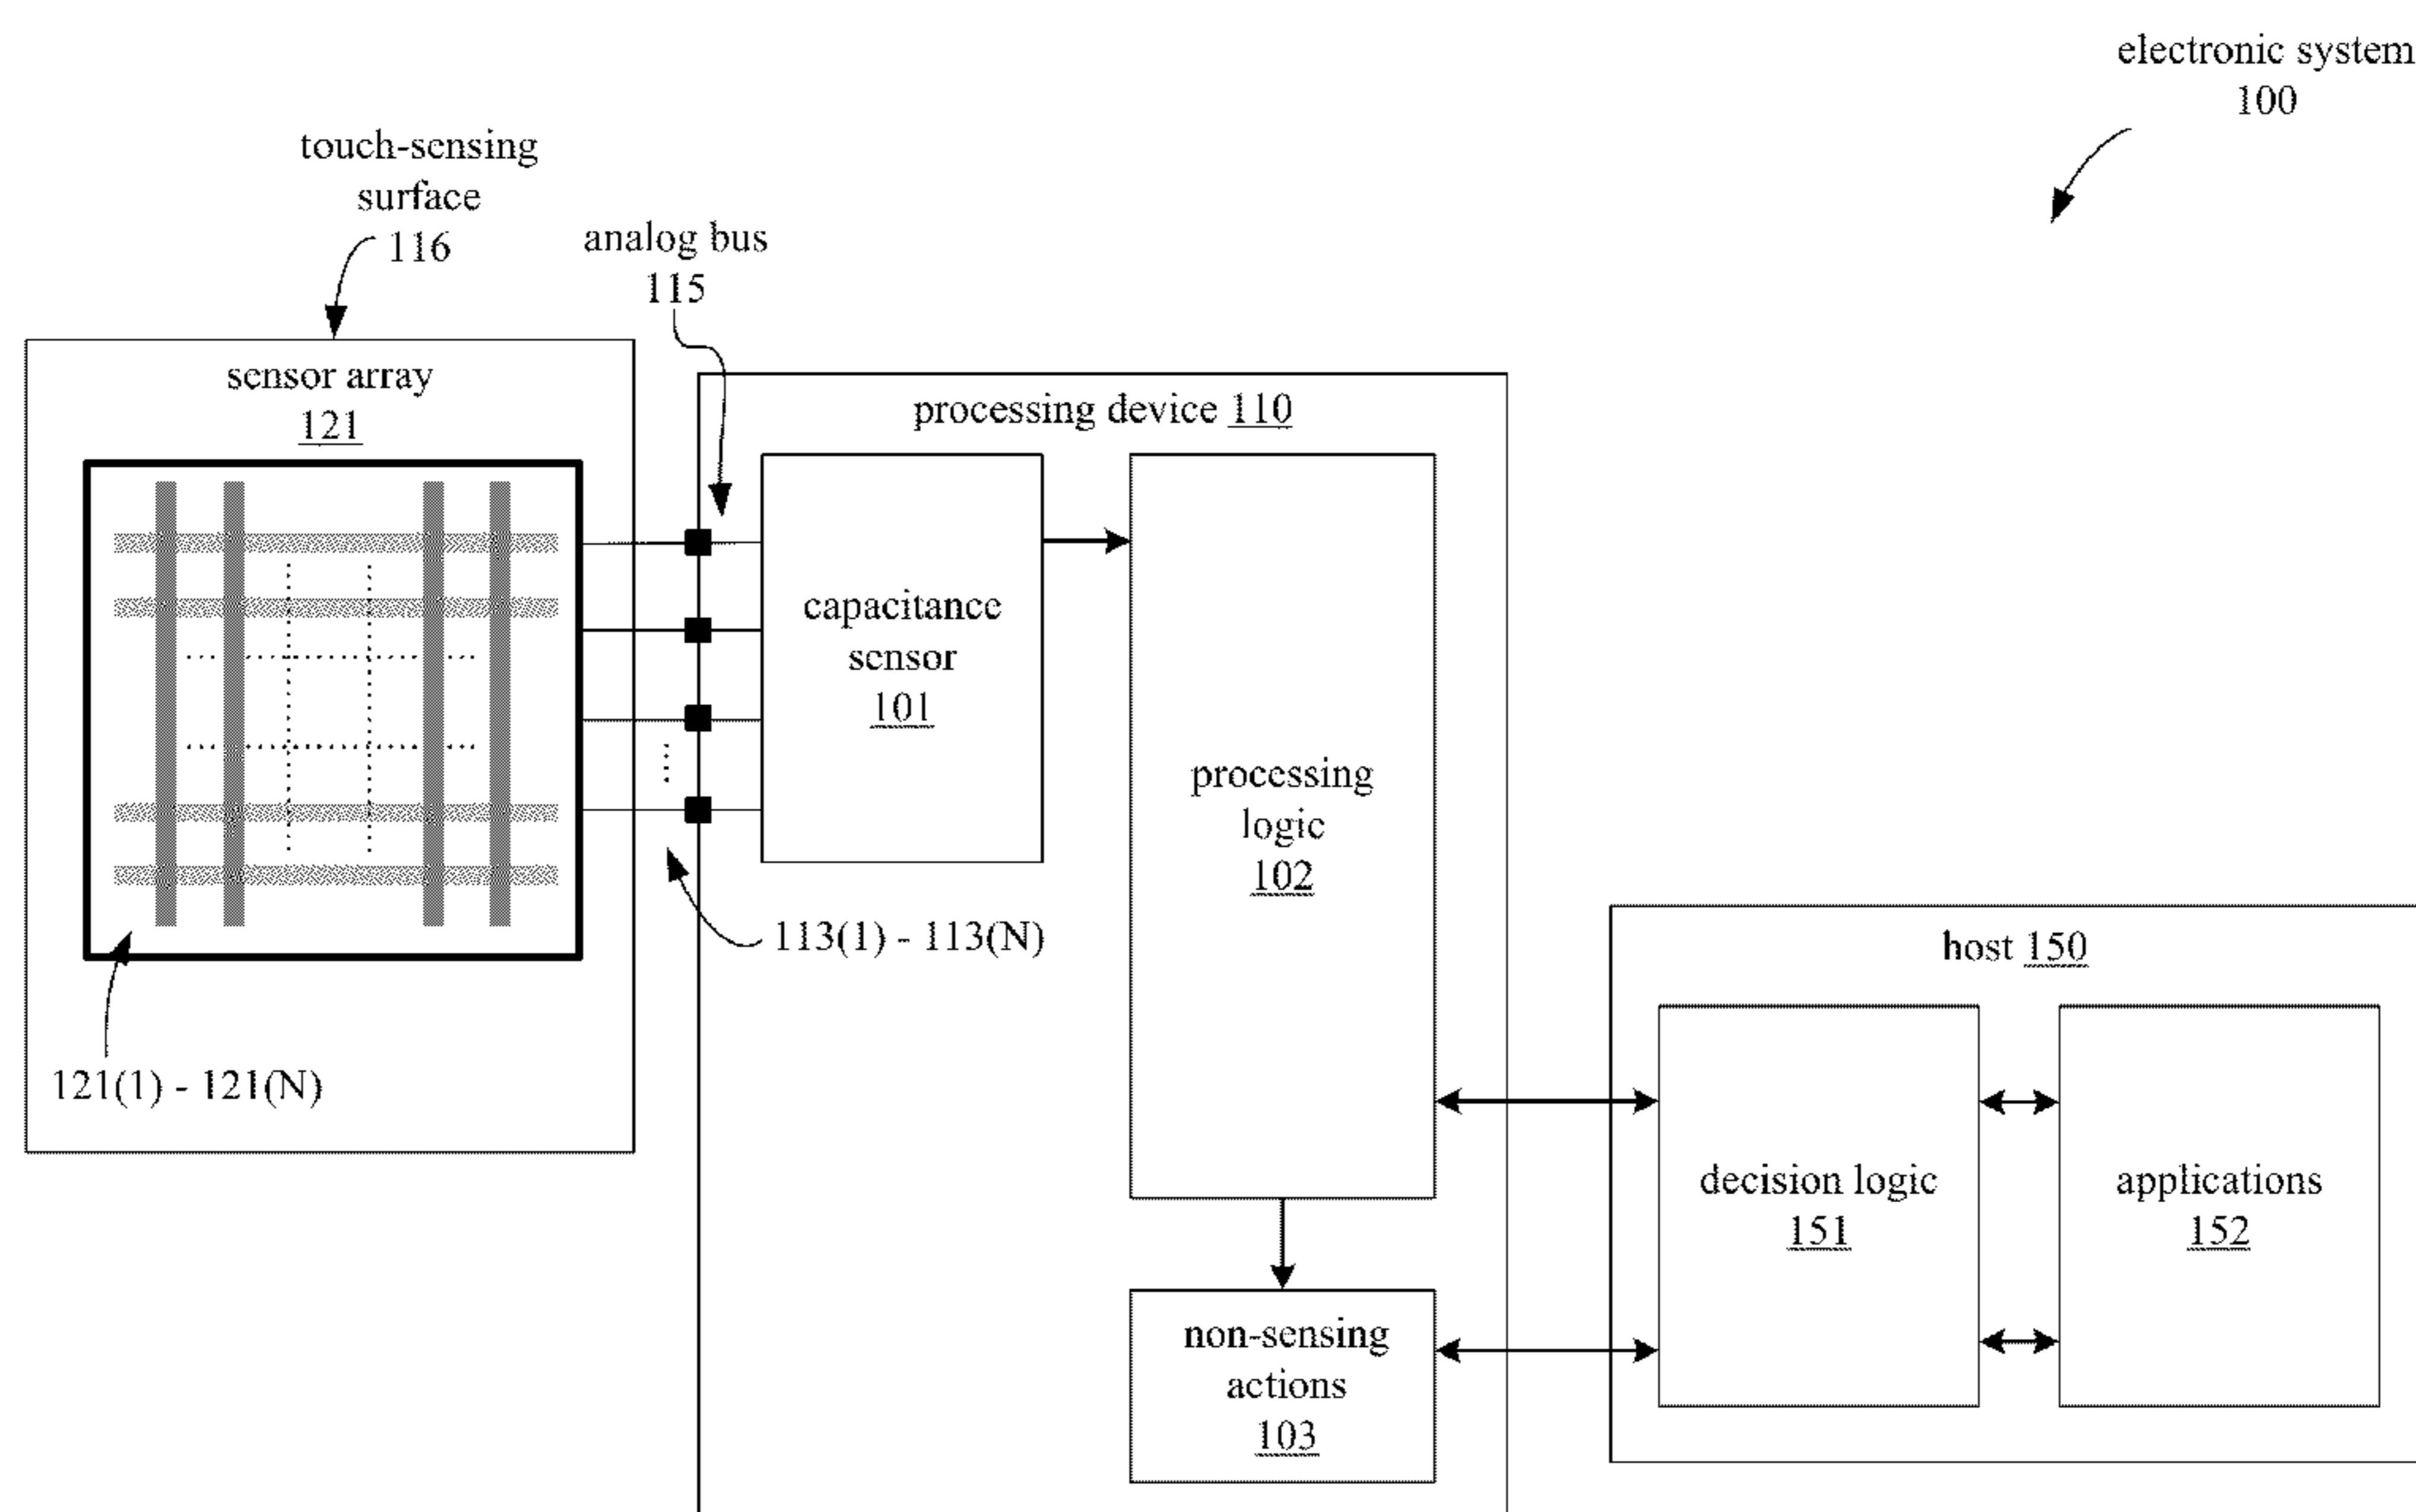 electronic system
100
touch-sensing
surface
116
analog bus
115
sensor array
121
processing device 110
capacitance
sensor
101
processing
logic
102
113(1) - 113(N)
host 150
121(1) - 121(N)
decision logic
151
applications
152
non-sensing
actions
103